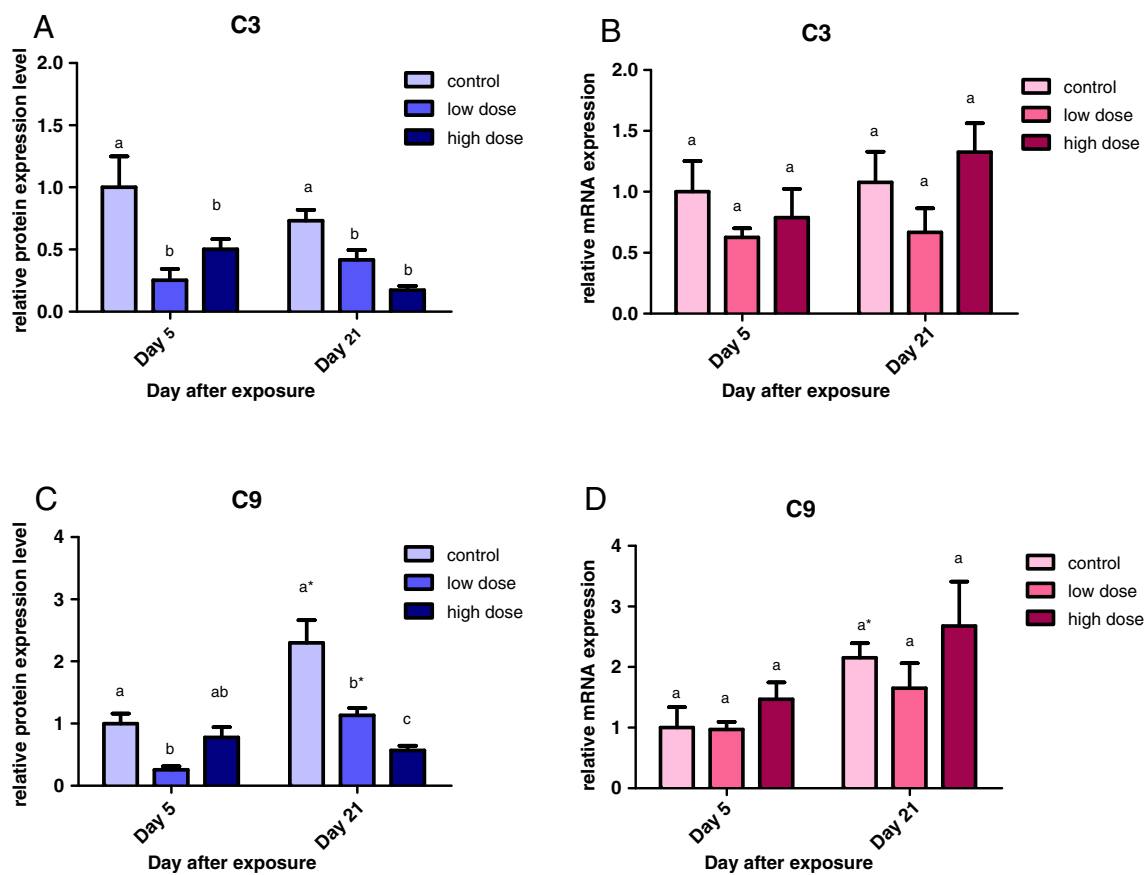 A
C3
relative protein expression level
2.0
1.5
1.0
0.5
0.0
a
b
b
a
b
b
control
low dose
high dose
Day 5
Day 21
Day after exposure
B
C3
relative mRNA expression
2.0
1.5
1.0
0.5
0.0
a
a
a
a
a
a
control
low dose
high dose
Day 5
Day 21
Day after exposure
C
C9
relative protein expression level
4
3
2
1
0
a
b
ab
a*
b*
c
control
low dose
high dose
Day 5
Day 21
Day after exposure
D
C9
relative mRNA expression
4
3
2
1
0
a
a
a
a*
a
a
control
low dose
high dose
Day 5
Day 21
Day after exposure